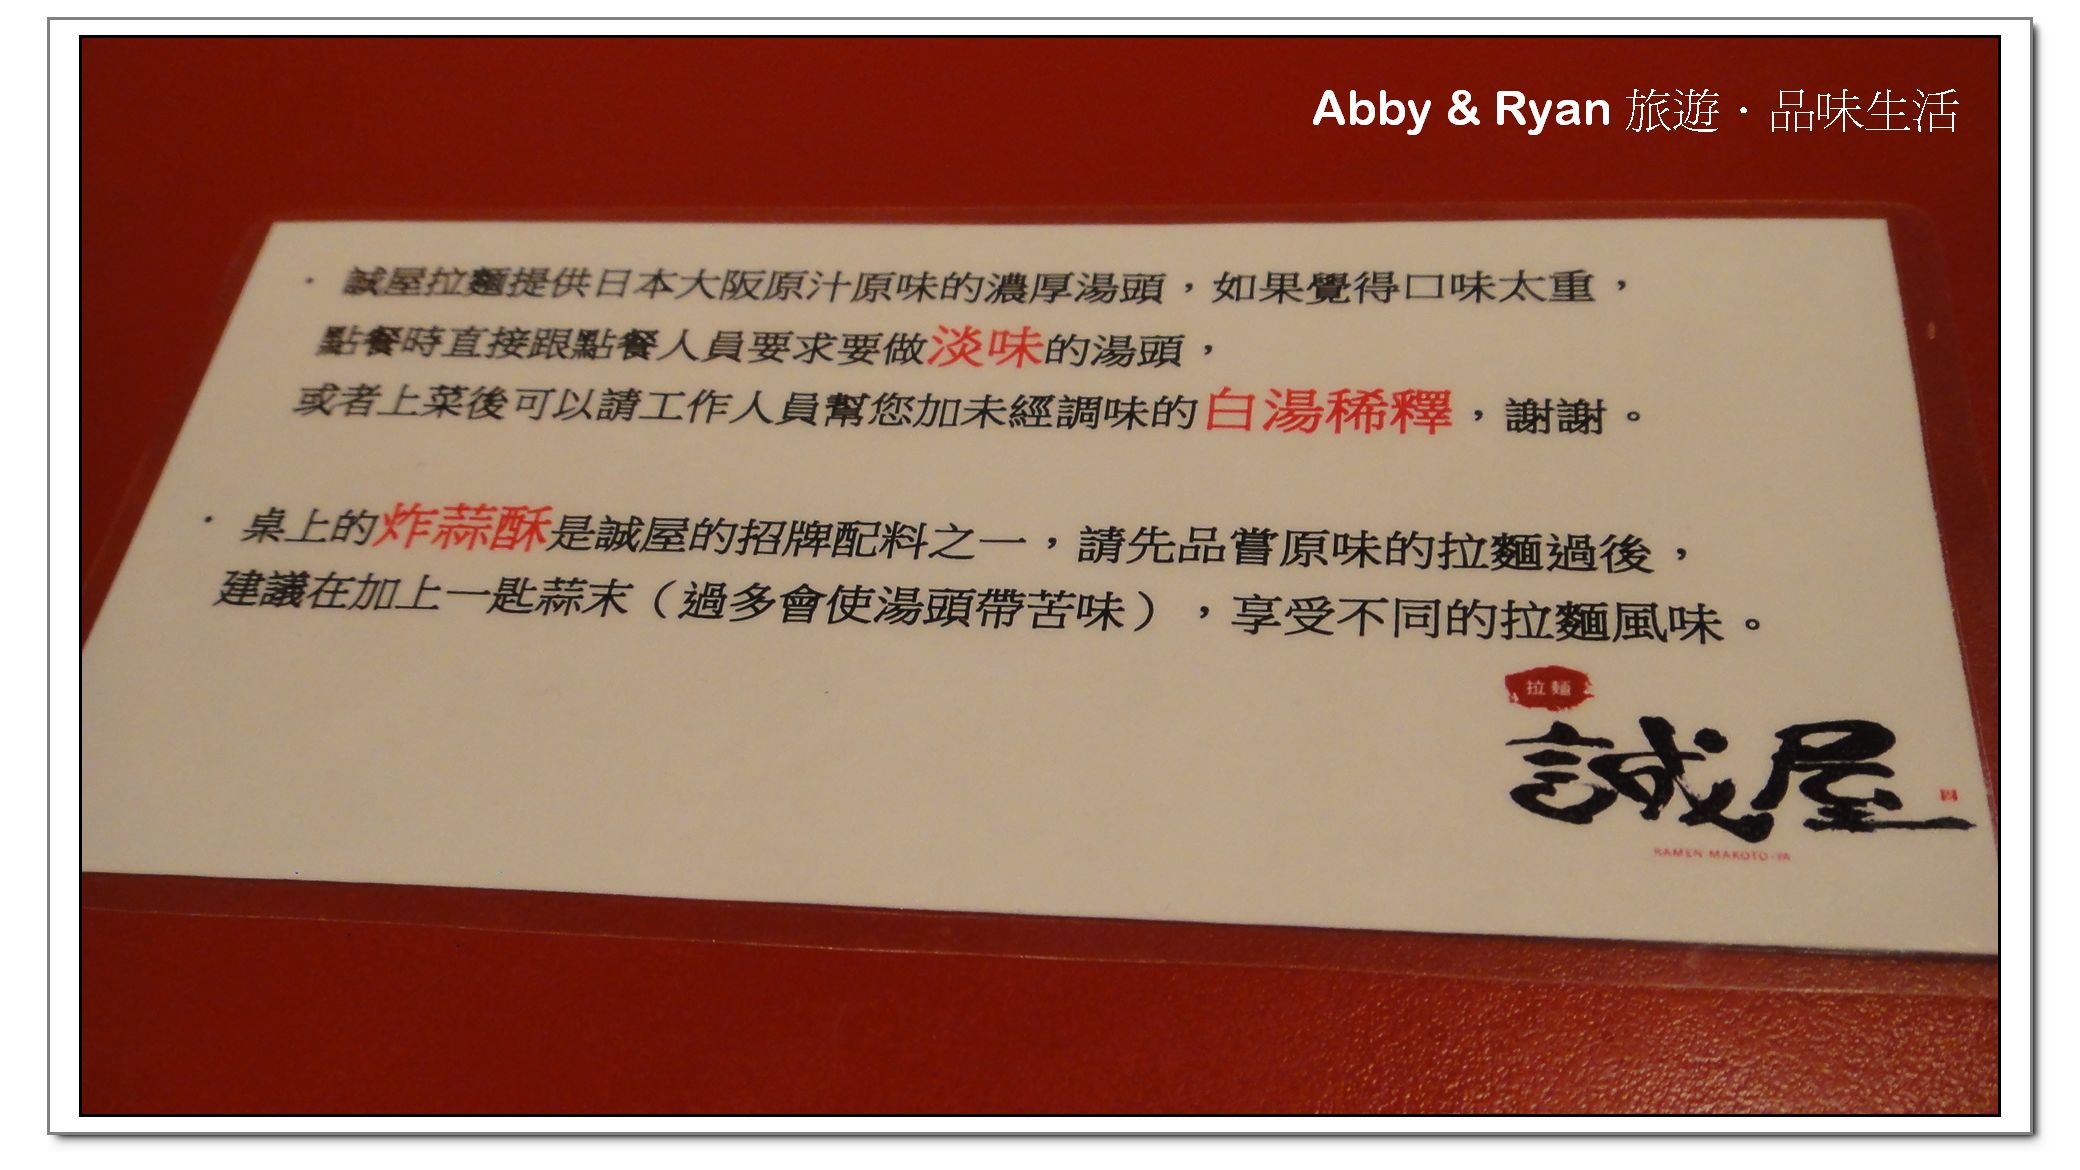 Abby & Ryan 旅遊・品味生活
・誠屋拉麵提供日本大阪原汁原味的濃厚湯頭，如果覺得口味太重，
點餐時直接跟點餐人員要求要做淡味的湯頭，
或者上菜後可以請工作人員幫您加未經調味的白湯稀釋，謝謝。
・桌上的炸蒜酥是誠屋的招牌配料之一，請先品嘗原味的拉麵過後，
建議在加上一匙蒜末（過多會使湯頭帶苦味），享受不同的拉麵風味。
拉麵
誠屋
RAMEN MAKOTO-YA